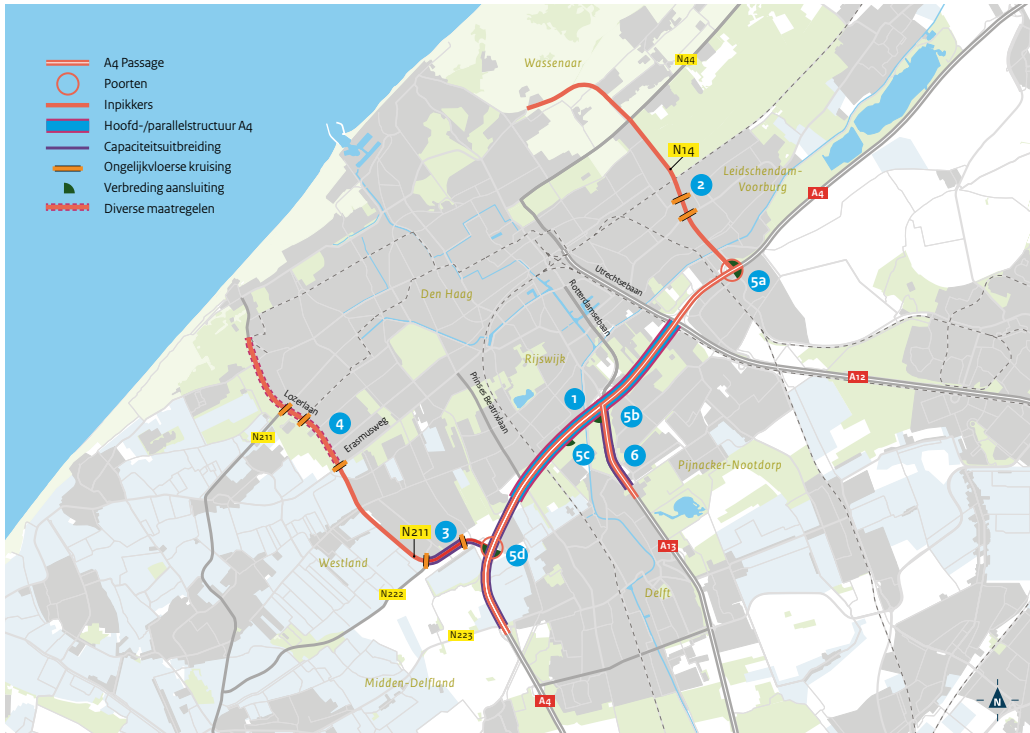 A4 Passage
Poorten
Inpikkers
Hoofd-/parallelstructuur A4
Capaciteitsuitbreiding
Ongelijkvloerse kruising
Verbreding aansluiting
Diverse maatregelen
Wassenaar
N44
N14
2
Leidschendam-
Voorburg
A4
5a
Utrechtsebaan
Den Haag
Rotterdamsebaan
Rijswijk
A12
Prinses Beatrixlaan
1
5b
Lozerlaan
4
Erasmusweg
N211
5c
6
Pijnacker-Nootdorp
N211
3
5d
A13
Westland
N222
Delft
N223
Midden-Delfland
A4
N